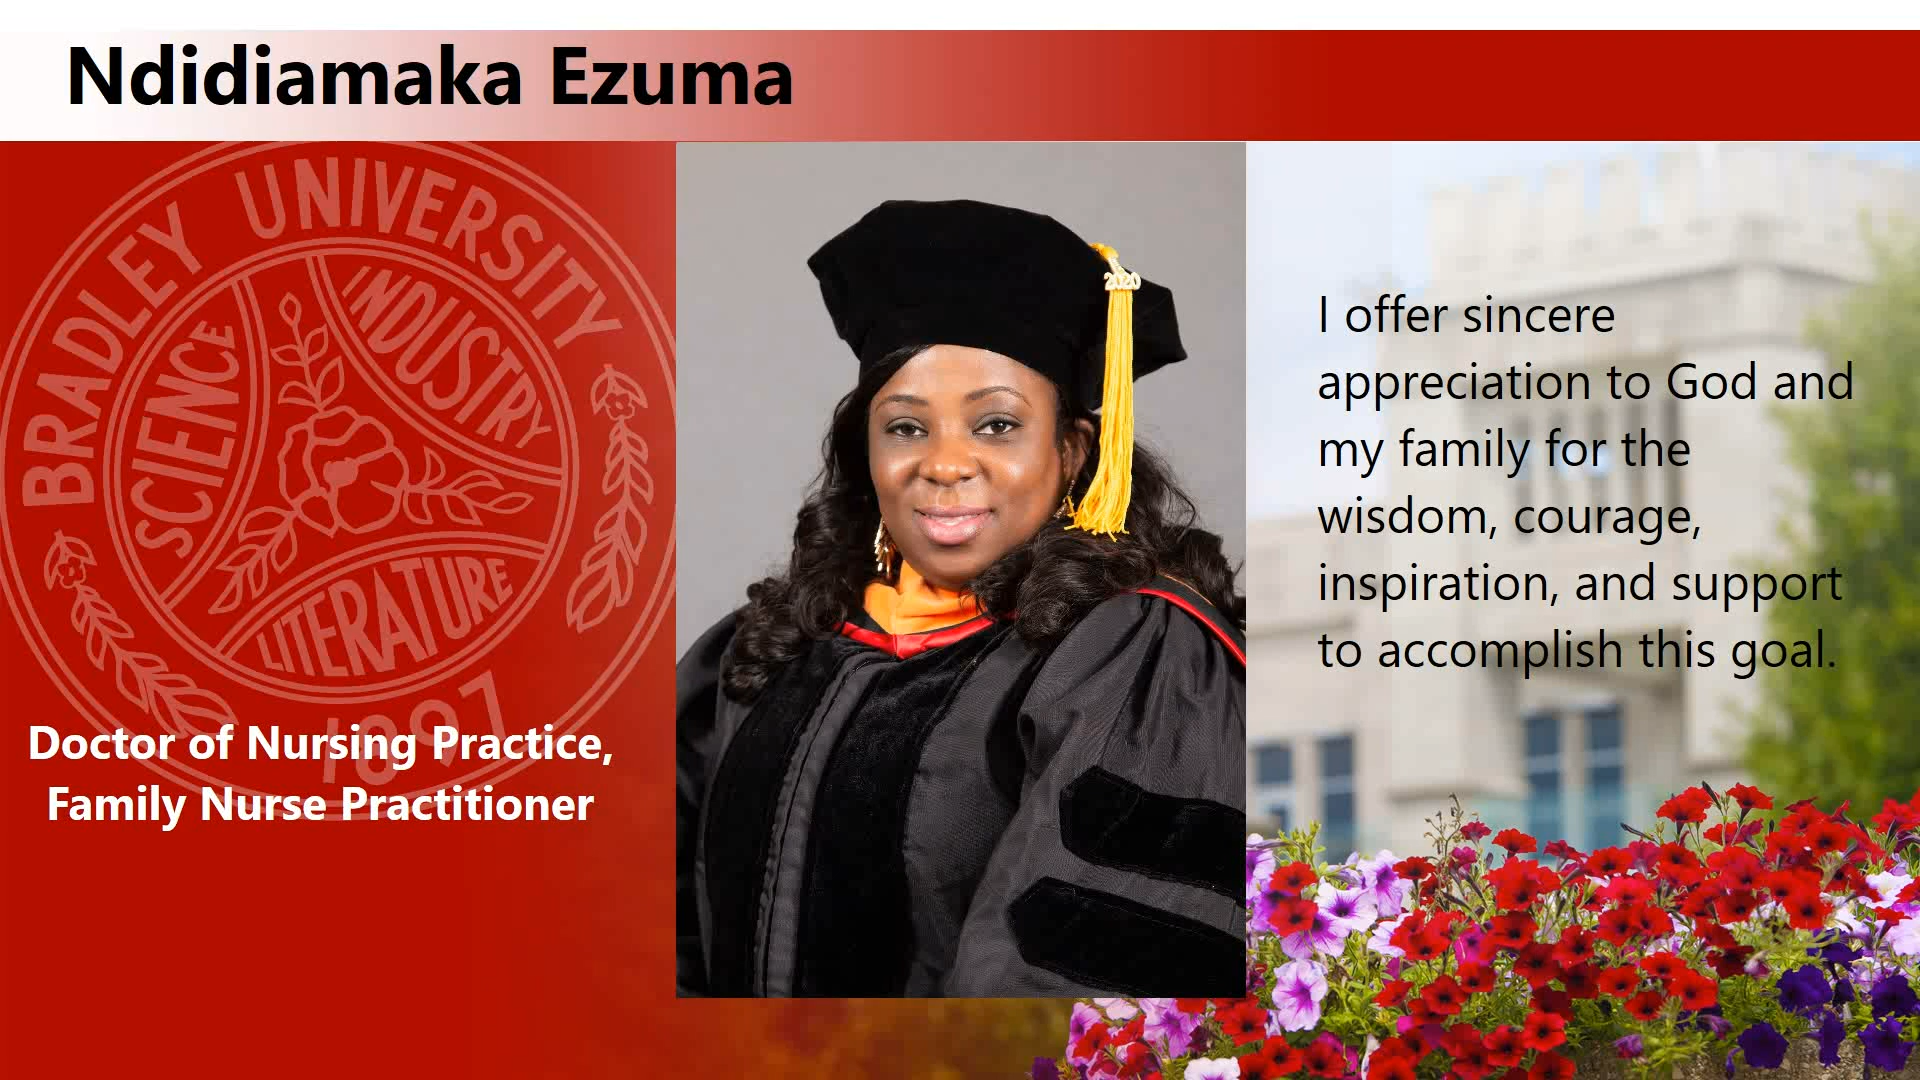 Ndidiamaka Ezuma
BRADLEY UNIVERSITY
SCIENCE
INDUSTRY
LITERATURE
1897
Doctor of Nursing Practice,
Family Nurse Practitioner
2020
I offer sincere
appreciation to God and
my family for the
wisdom, courage,
inspiration, and support
to accomplish this goal.